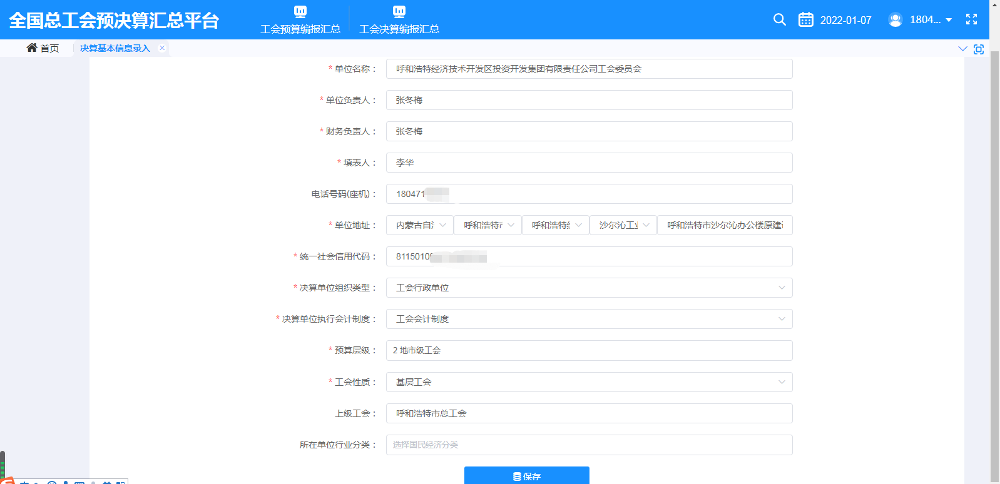 全国总工会预决算汇总平台
工会预算编报汇总
工会决算编报汇总
2022-01-07
1804...
首页
决算基本信息录入
* 单位名称： 呼和浩特经济技术开发区投资开发集团有限责任公司工会委员会
* 单位负责人： 张冬梅
* 财务负责人： 张冬梅
* 填表人： 李华
电话号码(座机)： 180471
* 单位地址： 内蒙古自 呼和浩特市 呼和浩特 沙尔沁工 呼和浩特市沙尔沁办公楼原建
* 统一社会信用代码： 8115010
* 决算单位组织类型： 工会行政单位
* 决算单位执行会计制度： 工会会计制度
* 预算层级： 2 地市级工会
* 工会性质： 基层工会
上级工会： 呼和浩特市总工会
所在单位行业分类： 选择国民经济分类
保存